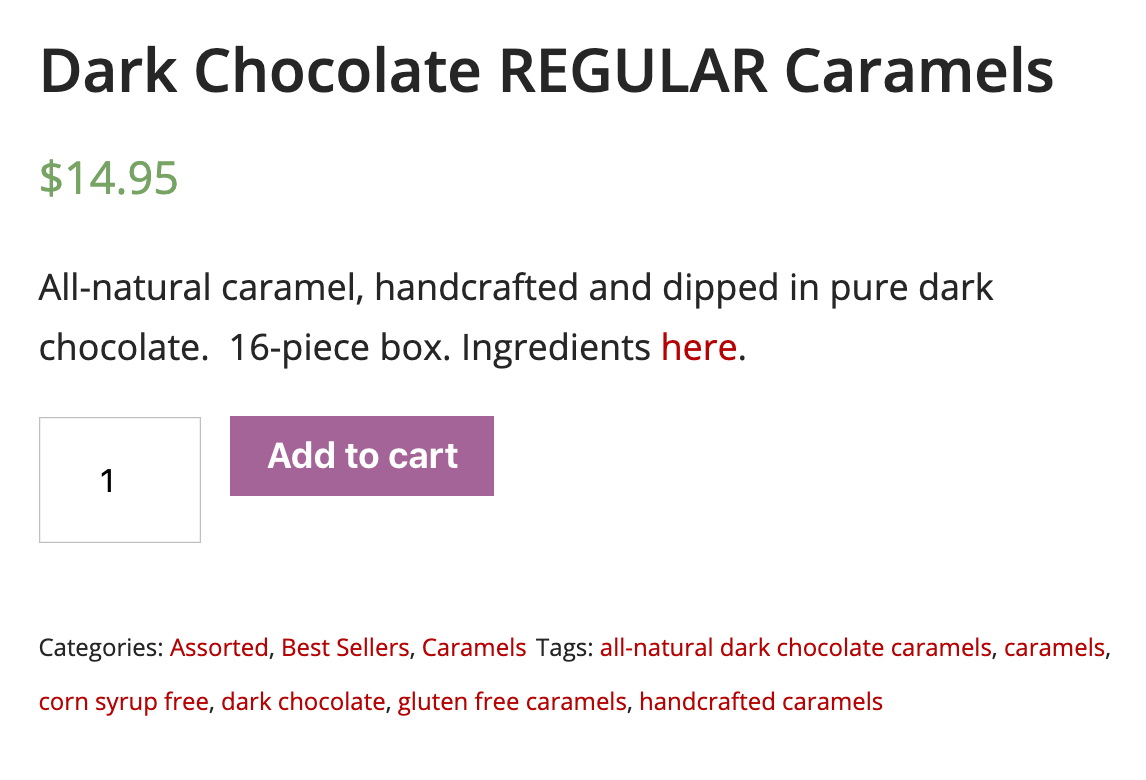 Dark Chocolate REGULAR Caramels
$14.95
All-natural caramel, handcrafted and dipped in pure dark
chocolate.  16-piece box. Ingredients here.
1
Add to cart
Categories: Assorted, Best Sellers, Caramels Tags: all-natural dark chocolate caramels, caramels,
corn syrup free, dark chocolate, gluten free caramels, handcrafted caramels